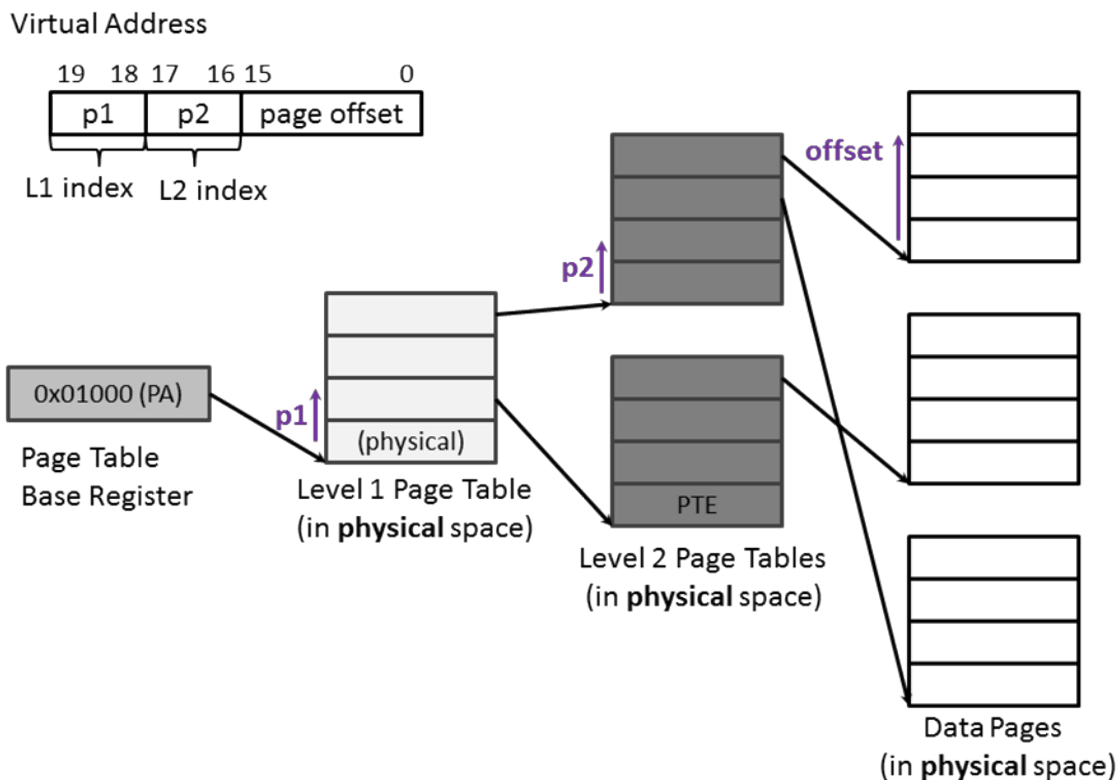 Virtual Address
19 18 17 16 15 0
p1 p2 page offset
L1 index L2 index
offset
p2
0x01000 (PA)
p1
(physical)
Page Table
Base Register
Level 1 Page Table
(in physical space)
PTE
Level 2 Page Tables
(in physical space)
Data Pages
(in physical space)